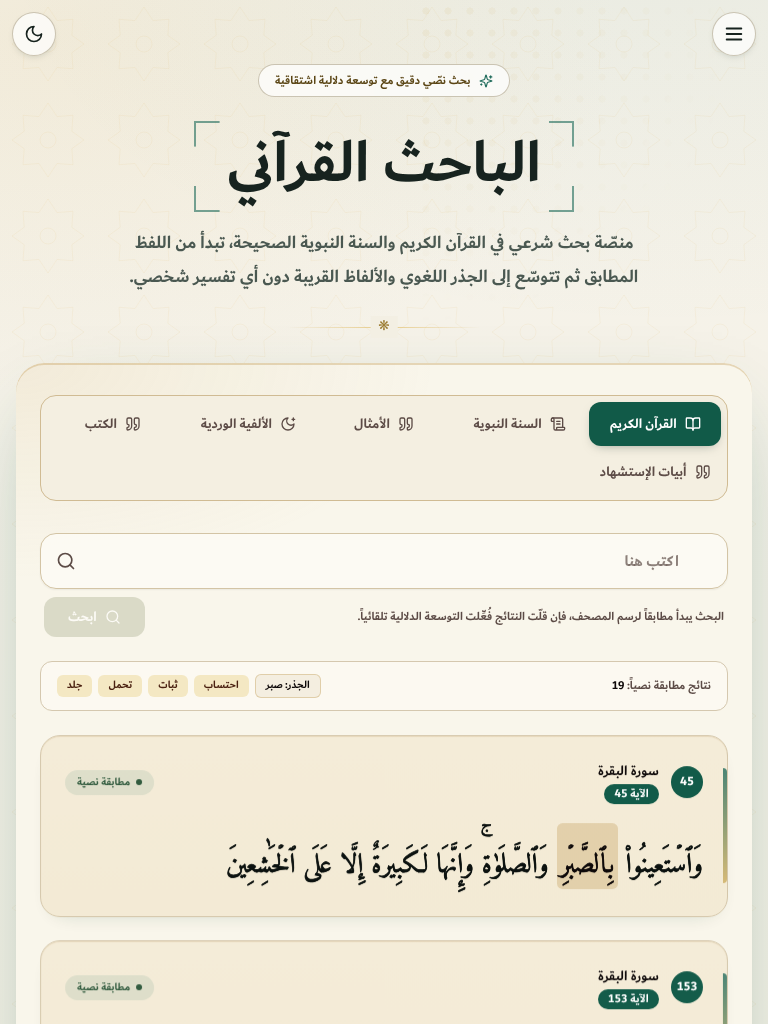 بحث نصّي دقيق مع توسعة دلالية اشتقاقية
الباحث القرآني
منصّة بحث شرعي في القرآن الكريم والسنة النبوية الصحيحة، تبدأ من اللفظ
المطابق ثم تتوسّع إلى الجذر اللغوي والألفاظ القريبة دون أي تفسير شخصي.
القرآن الكريم
السنة النبوية
الأمثال
الألفية الوردية
الكتب
أبيات الإستشهاد
اكتب هنا
البحث يبدأ مطابقاً لرسم المصحف، فإن قلّت النتائج فُعِّلت التوسعة الدلالية تلقائياً.
ابحث
نتائج مطابقة نصياً: 19
الجذر: صبر
احتساب
ثبات
تحمل
جلد
45
سورة البقرة
الآية 45
مطابقة نصية
وَٱسْتَعِينُوا۟ بِٱلصَّبْرِ وَٱلصَّلَوٰةِ ۚ وَإِنَّهَا لَكَبِيرَةٌ إِلَّا عَلَى ٱلْخَٰشِعِينَ
153
سورة البقرة
الآية 153
مطابقة نصية